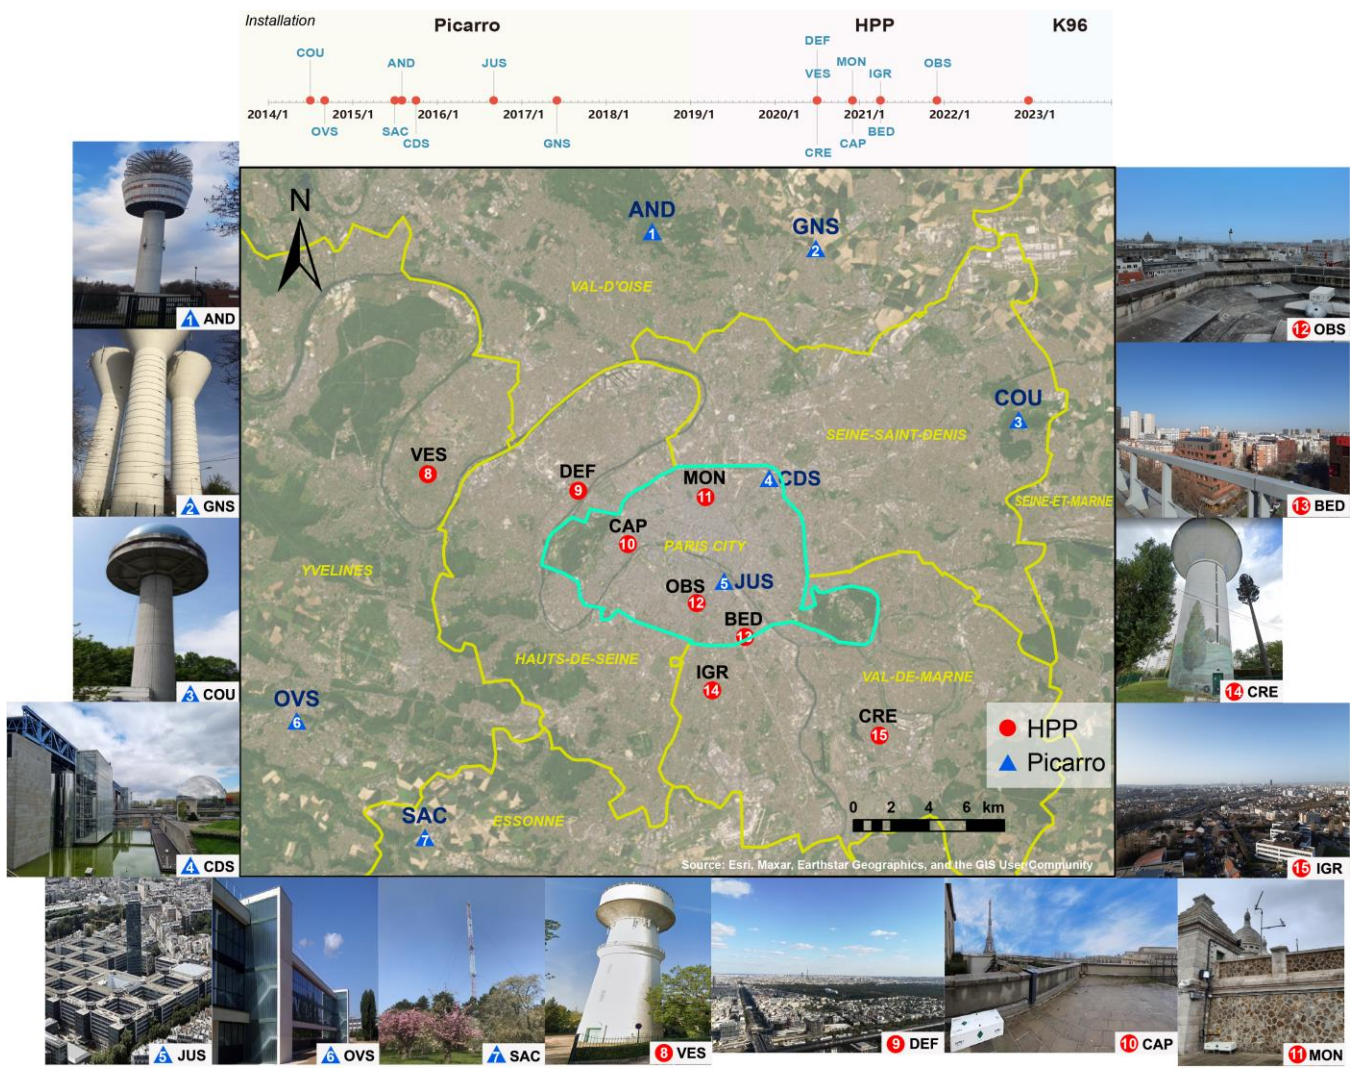 Installation
Picarro
HPP
K96
DEF
COU
AND
JUS
VES
MON
IGR
OBS
2014/1
2015/1
2016/1
2017/1
2018/1
2019/1
2020/1
2021/1
2022/1
2023/1
OVS
SAC
CDS
GNS
CRE
CAP
BED
N
AND
1
GNS
2
VAL-D'OISE
COU
3
SEINE-SAINT-DENIS
VES
8
DEF
9
MON
11
4 CDS
SEINE-ET-MARNE
CAP
10
PARIS CITY
YVELINES
5 JUS
OBS
12
BED
13
HAUTS-DE-SEINE
IGR
14
VAL-DE-MARNE
OVS
6
CRE
15
HPP
Picarro
SAC
7
ESSONNE
0 2 4 6 km
Source: Esri, Maxar, Earthstar Geographics, and the GIS User Community
1 AND
2 GNS
3 COU
4 CDS
5 JUS
6 OVS
7 SAC
8 VES
9 DEF
10 CAP
11 MON
12 OBS
13 BED
14 CRE
15 IGR